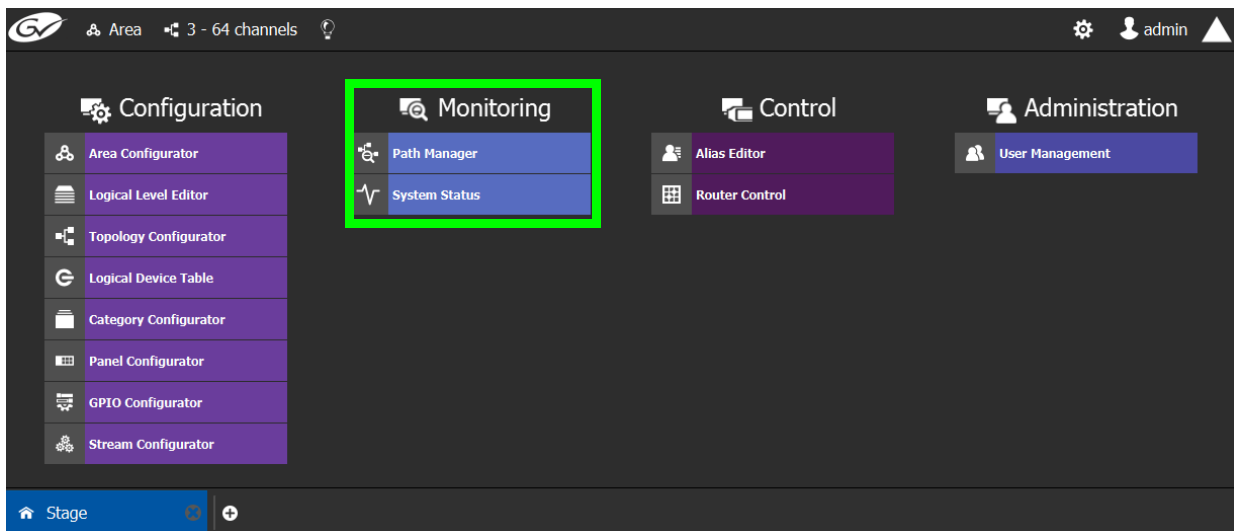 GV Area 3 - 64 channels admin
Configuration
Area Configurator
Logical Level Editor
Topology Configurator
Logical Device Table
Category Configurator
Panel Configurator
GPIO Configurator
Stream Configurator
Monitoring
Path Manager
System Status
Control
Alias Editor
Router Control
Administration
User Management
Stage